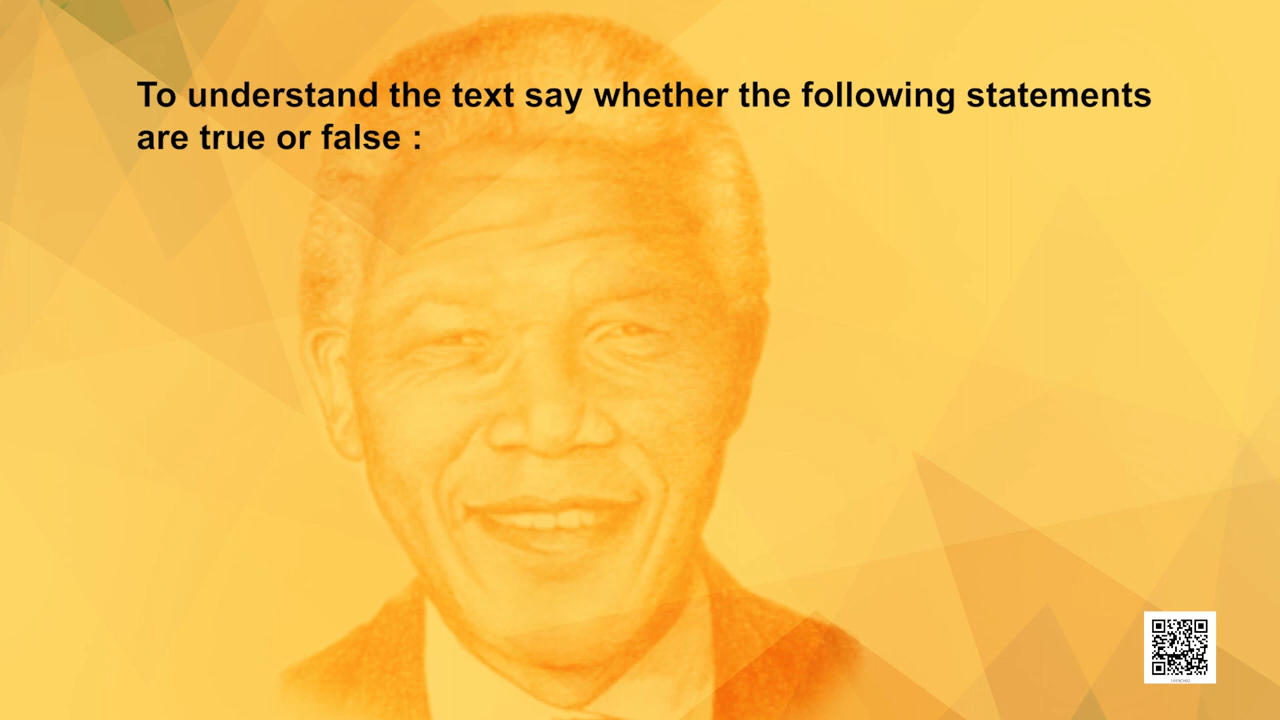 To understand the text say whether the following statements
are true or false :